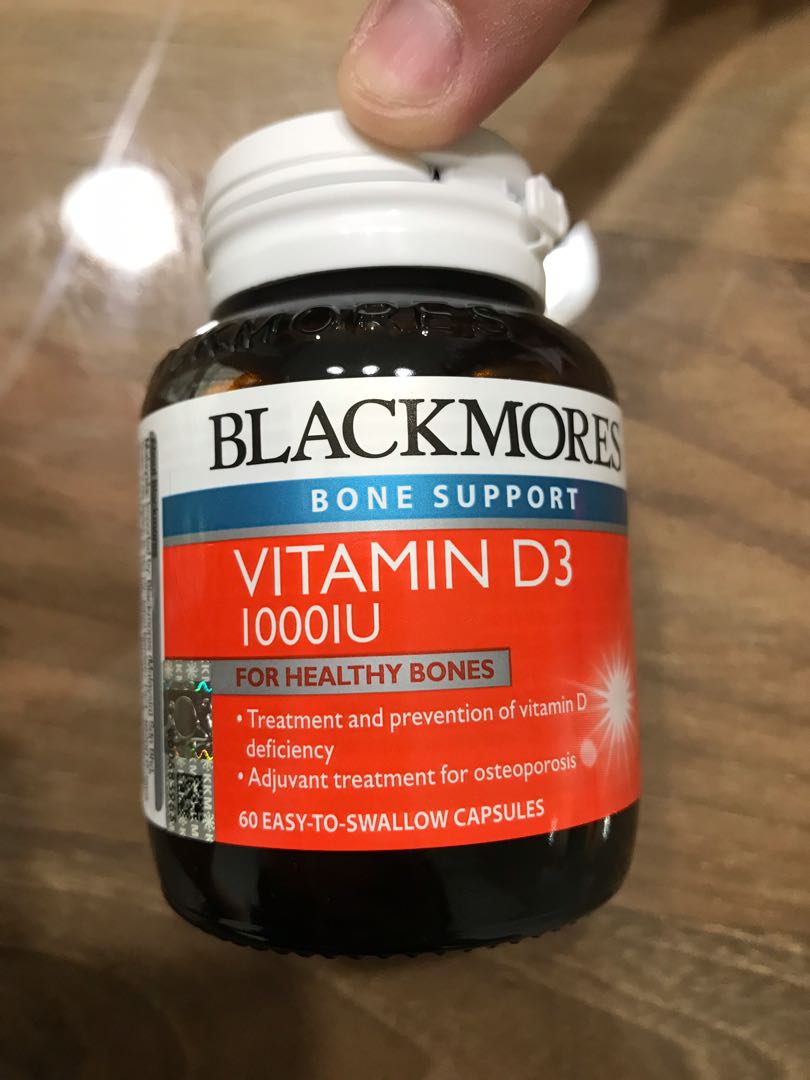 BLACKMORES
BONE SUPPORT
VITAMIN D3
1000IU
FOR HEALTHY BONES
• Treatment and prevention of vitamin D
deficiency
• Adjuvant treatment for osteoporosis
60 EASY-TO-SWALLOW CAPSULES